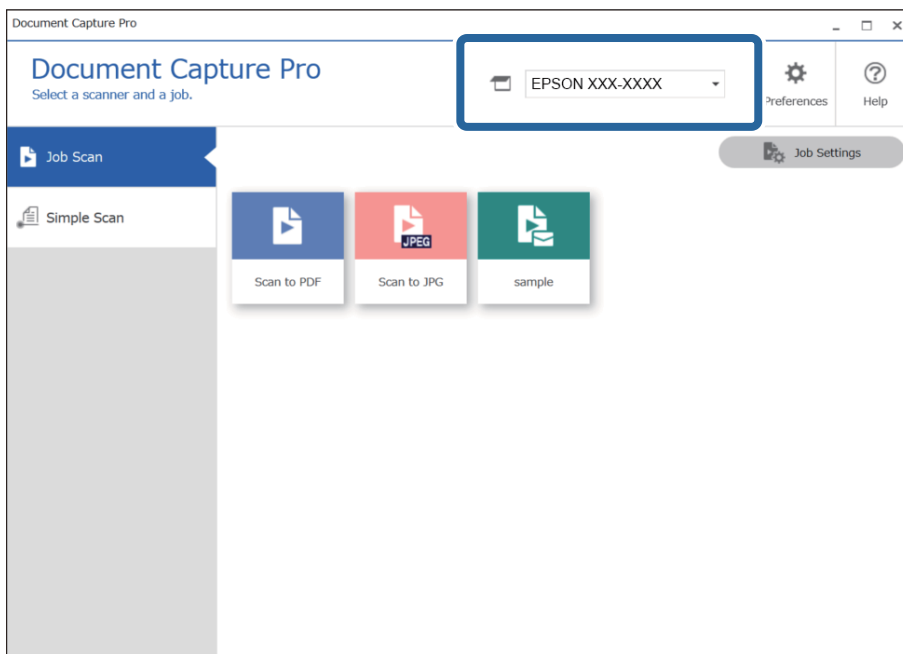 Document Capture Pro
Document Capture Pro
Select a scanner and a job.
EPSON XXX-XXXX
Preferences
Help
Job Scan
Job Settings
Simple Scan
JPEG
Scan to PDF
Scan to JPG
sample